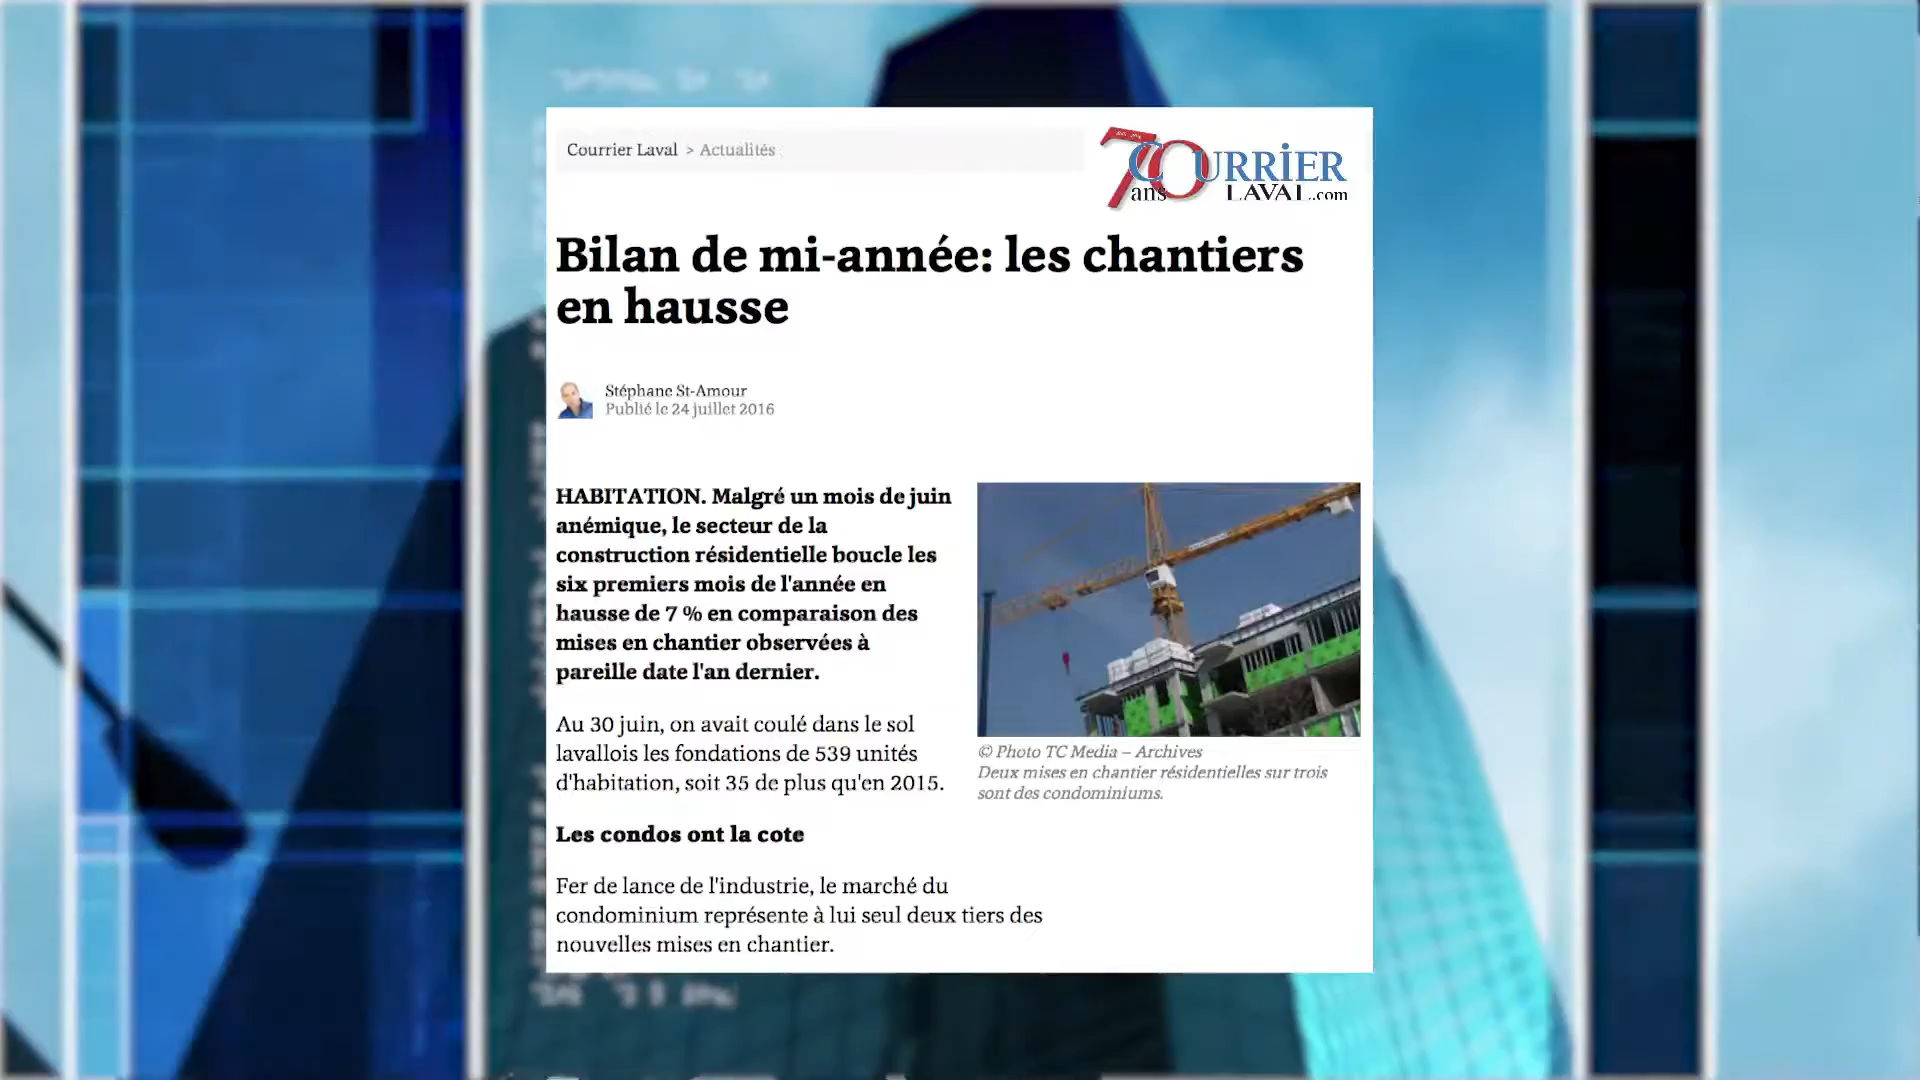 Courrier Laval > Actualités
70 COURRIER
ans LAVAL.com
Bilan de mi-année: les chantiers
en hausse
Stéphane St-Amour
Publié le 24 juillet 2016
HABITATION. Malgré un mois de juin
anémique, le secteur de la
construction résidentielle boucle les
six premiers mois de l'année en
hausse de 7 % en comparaison des
mises en chantier observées à
pareille date l'an dernier.
Au 30 juin, on avait coulé dans le sol
lavallois les fondations de 539 unités
d'habitation, soit 35 de plus qu'en 2015.
© Photo TC Media – Archives
Deux mises en chantier résidentielles sur trois
sont des condominiums.
Les condos ont la cote
Fer de lance de l'industrie, le marché du
condominium représente à lui seul deux tiers des
nouvelles mises en chantier.